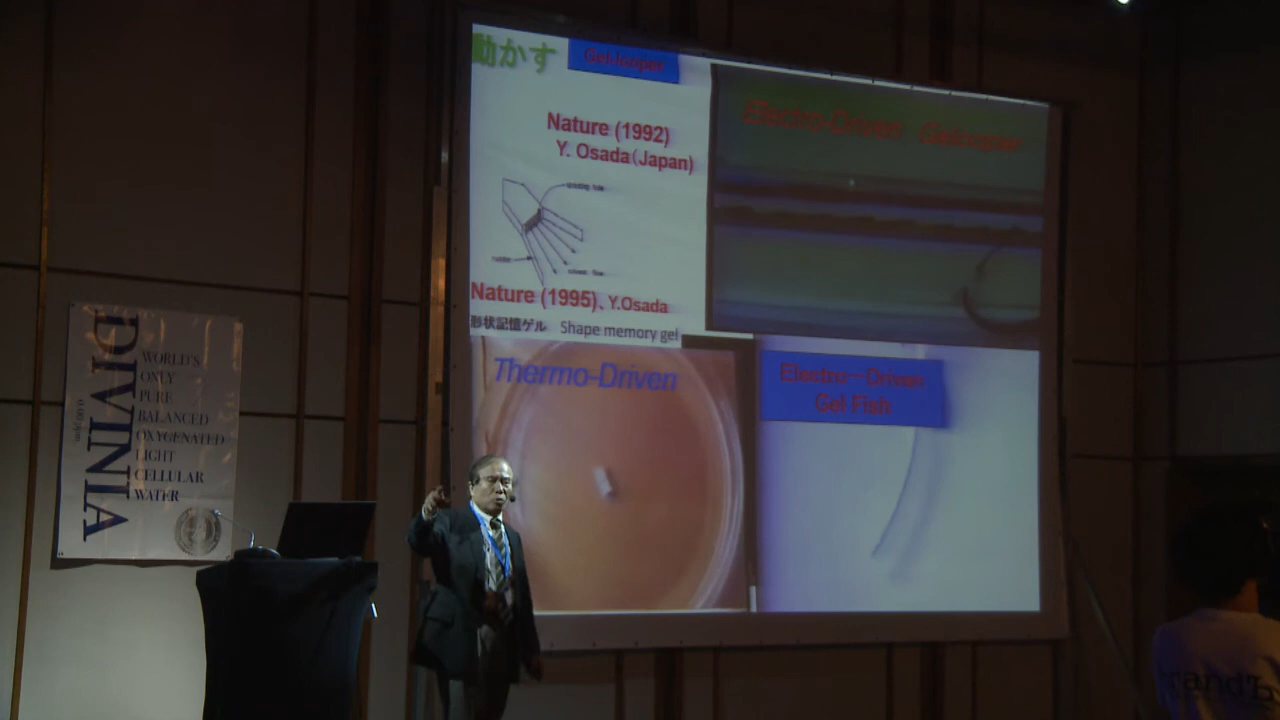 動かす
Gel-looper
Nature (1992)
Y. Osada(Japan)
Nature (1995)、Y.Osada
形状記憶ゲル Shape memory gel
Electro-Driven Gel-looper
Thermo-Driven
Electro-Driven
Gel Fish
DIVINIA
WORLD'S
ONLY
PURE
BALANCED
OXYGENATED
LIGHT
CELLULAR
WATER